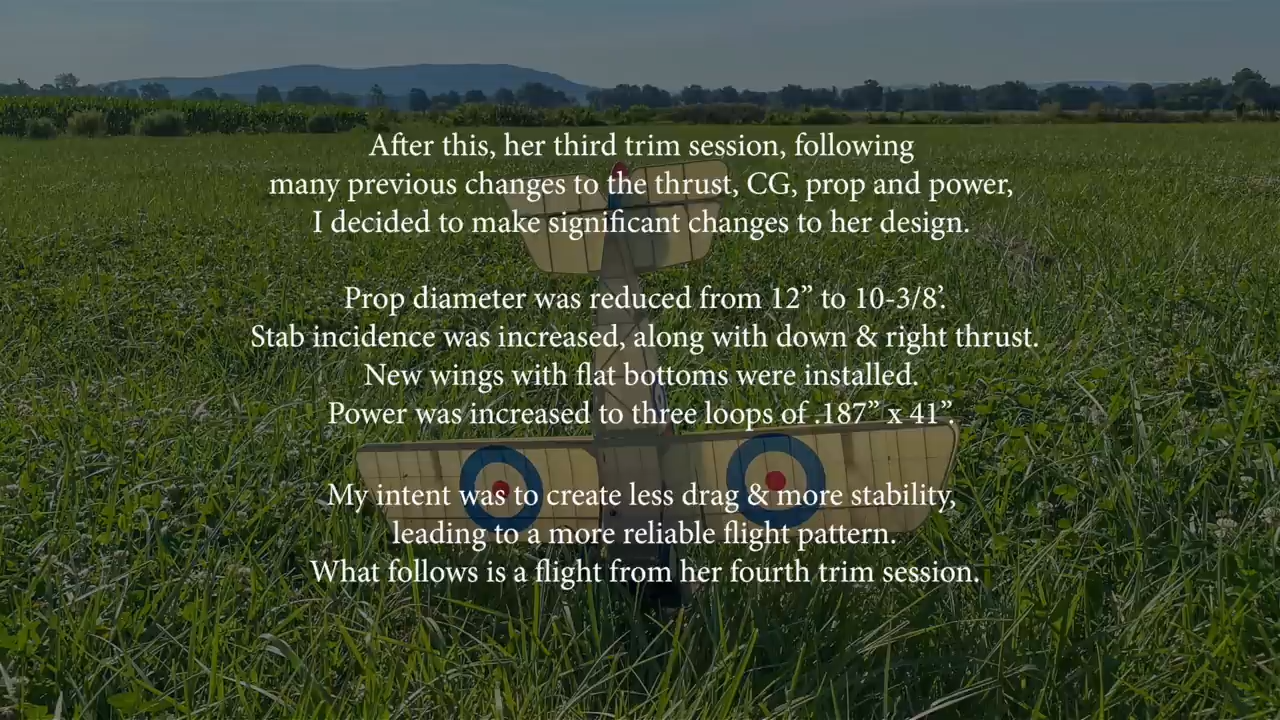 After this, her third trim session, following
many previous changes to the thrust, CG, prop and power,
I decided to make significant changes to her design.
Prop diameter was reduced from 12” to 10-3/8’.
Stab incidence was increased, along with down & right thrust.
New wings with flat bottoms were installed.
Power was increased to three loops of .187” x 41”.
My intent was to create less drag & more stability,
leading to a more reliable flight pattern.
What follows is a flight from her fourth trim session.